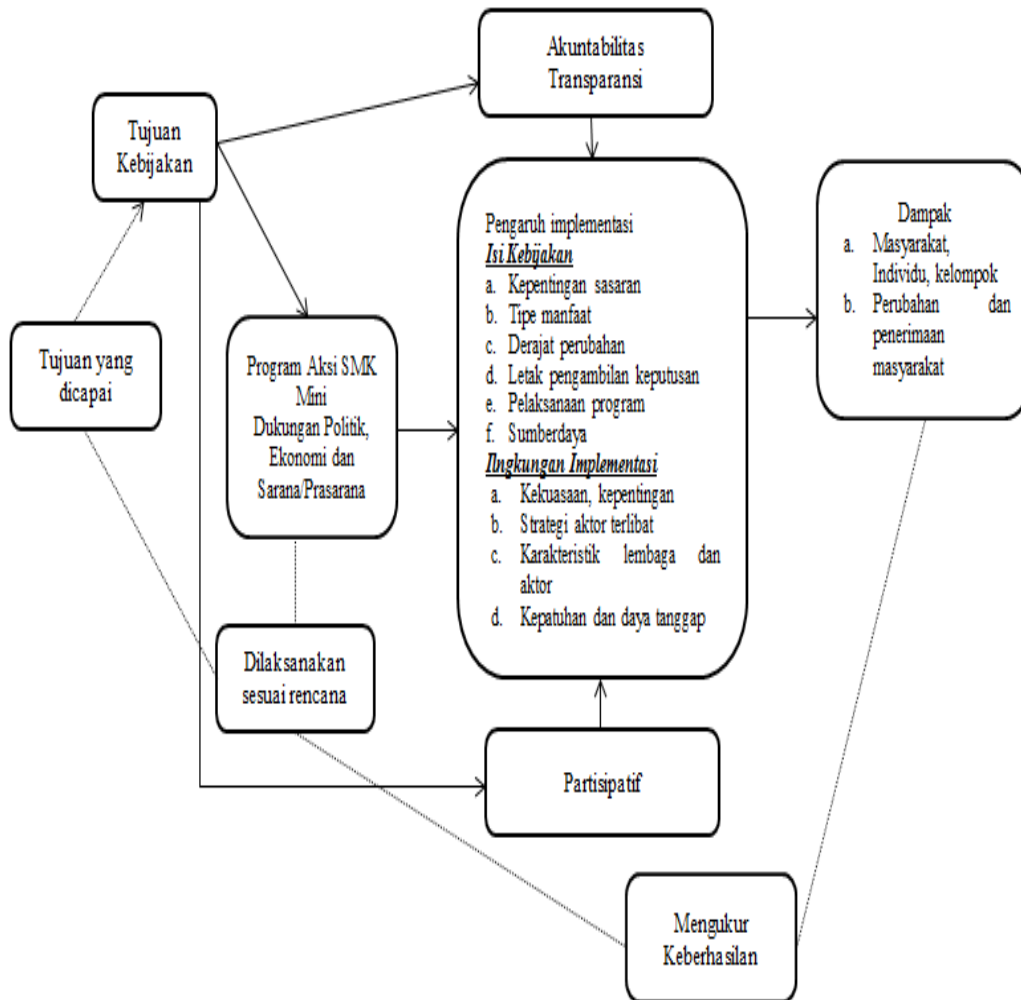 Akuntabilitas
Transparansi
Tujuan
Kebijakan
Pengaruh implementasi
Isi Kebijakan
a. Kepentingan sasaran
b. Tipe manfaat
c. Derajat perubahan
d. Letak pengambilan keputusan
e. Pelaksanaan program
f. Sumberdaya
Ilngkungan Implementasi
a. Kekuasaan, kepentingan
b. Strategi aktor terlibat
c. Karakteristik lembaga dan
aktor
d. Kepatuhan dan daya tanggap
Dampak
a. Masyarakat,
Individu, kelompok
b. Perubahan dan
penerimaan
masyarakat
Tujuan yang
dicapai
Program Aksi SMK
Mini
Dukungan Politik,
Ekonomi dan
Sarana/Prasarana
Dilaksanakan
sesuai rencana
Partisipatif
Mengukur
Keberhasilan